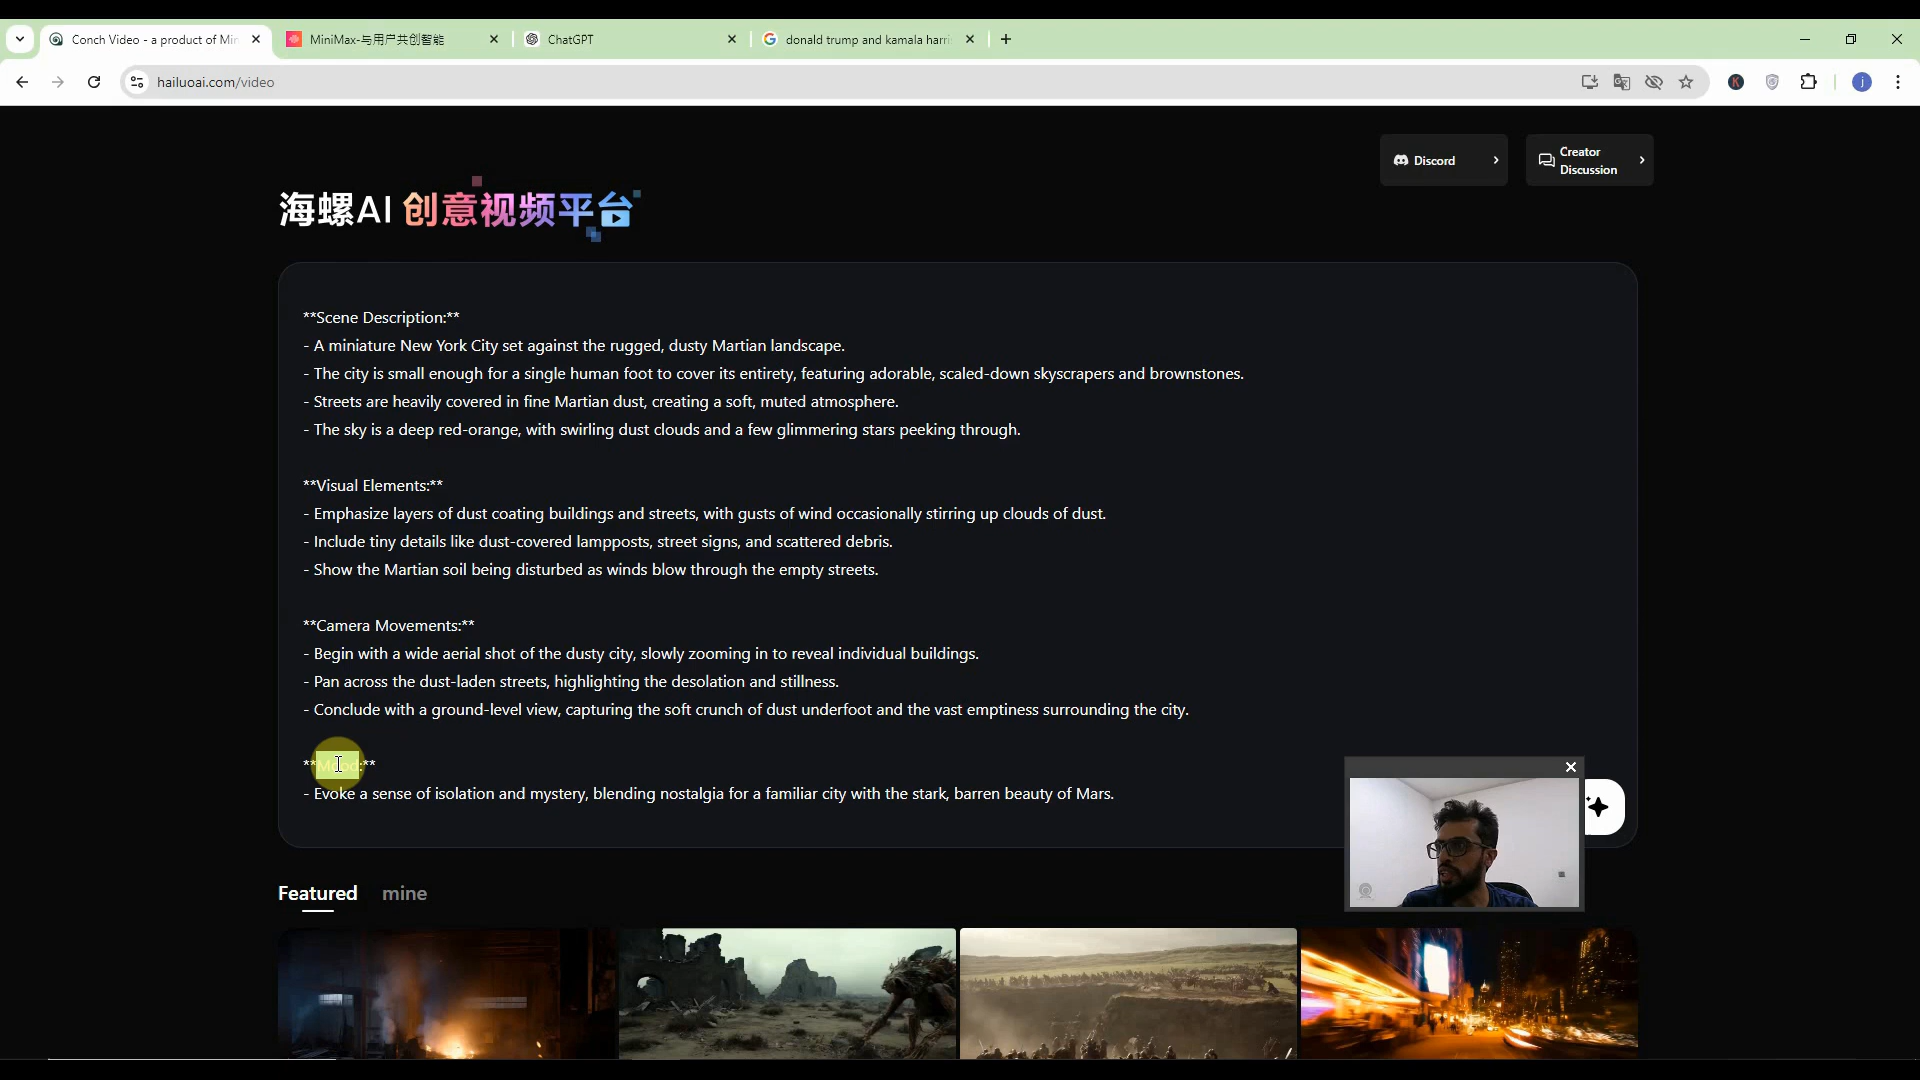 Conch Video - a product of Min
MiniMax-与用户共创智能
ChatGPT
donald trump and kamala harri
hailuoai.com/video
K
j
Discord
Creator
Discussion
海螺AI 创意视频平台
**Scene Description:**
- A miniature New York City set against the rugged, dusty Martian landscape.
- The city is small enough for a single human foot to cover its entirety, featuring adorable, scaled-down skyscrapers and brownstones.
- Streets are heavily covered in fine Martian dust, creating a soft, muted atmosphere.
- The sky is a deep red-orange, with swirling dust clouds and a few glimmering stars peeking through.
**Visual Elements:**
- Emphasize layers of dust coating buildings and streets, with gusts of wind occasionally stirring up clouds of dust.
- Include tiny details like dust-covered lampposts, street signs, and scattered debris.
- Show the Martian soil being disturbed as winds blow through the empty streets.
**Camera Movements:**
- Begin with a wide aerial shot of the dusty city, slowly zooming in to reveal individual buildings.
- Pan across the dust-laden streets, highlighting the desolation and stillness.
- Conclude with a ground-level view, capturing the soft crunch of dust underfoot and the vast emptiness surrounding the city.
**Mood:**
- Evoke a sense of isolation and mystery, blending nostalgia for a familiar city with the stark, barren beauty of Mars.
Featured mine